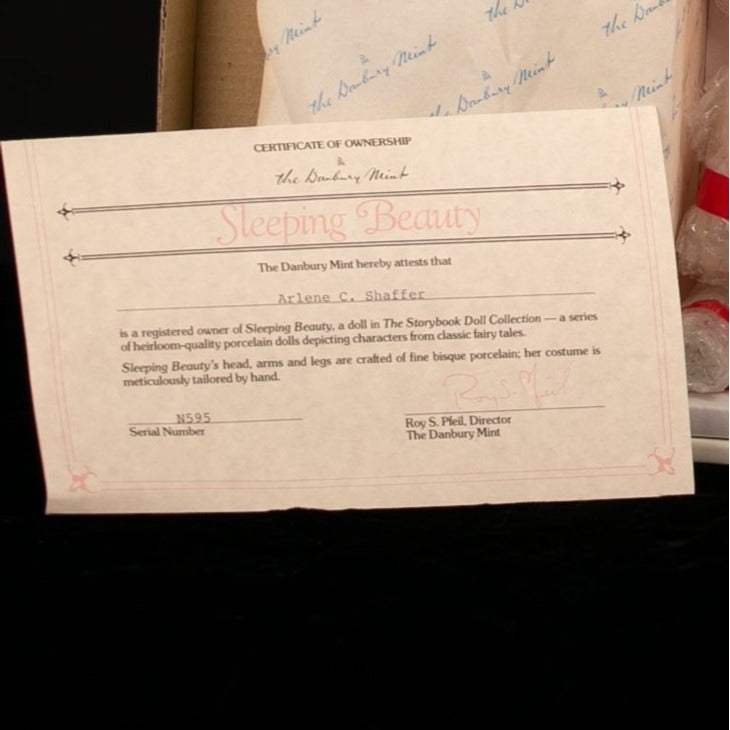 the Danbury Mint
the Danbury Mint
Danbury Mint
Mint
CERTIFICATE OF OWNERSHIP
the Danbury Mint
Sleeping Beauty
The Danbury Mint hereby attests that
Arlene C. Shaffer
is a registered owner of Sleeping Beauty, a doll in The Storybook Doll Collection — a series
of heirloom-quality porcelain dolls depicting characters from classic fairy tales.
Sleeping Beauty's head, arms and legs are crafted of fine bisque porcelain; her costume is
meticulously tailored by hand.
Roy S. Pfeil
N595
Serial Number
Roy S. Pfeil, Director
The Danbury Mint